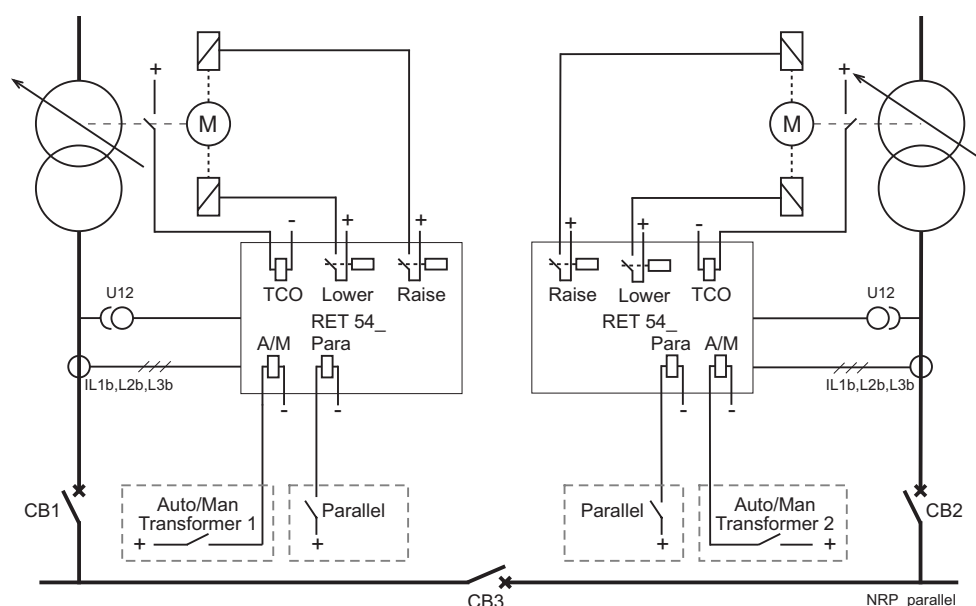 +
M
M
+
+
+
-
TCO
Lower
Raise
RET 54_
A/M
Para
-
-
+
+
-
Raise
Lower
TCO
RET 54_
Para
A/M
-
-
U12
U12
IL1b,L2b,L3b
IL1b,L2b,L3b
CB1
Auto/Man
Transformer 1
+
Parallel
+
Parallel
+
Auto/Man
Transformer 2
+
CB2
CB3
NRP_parallel